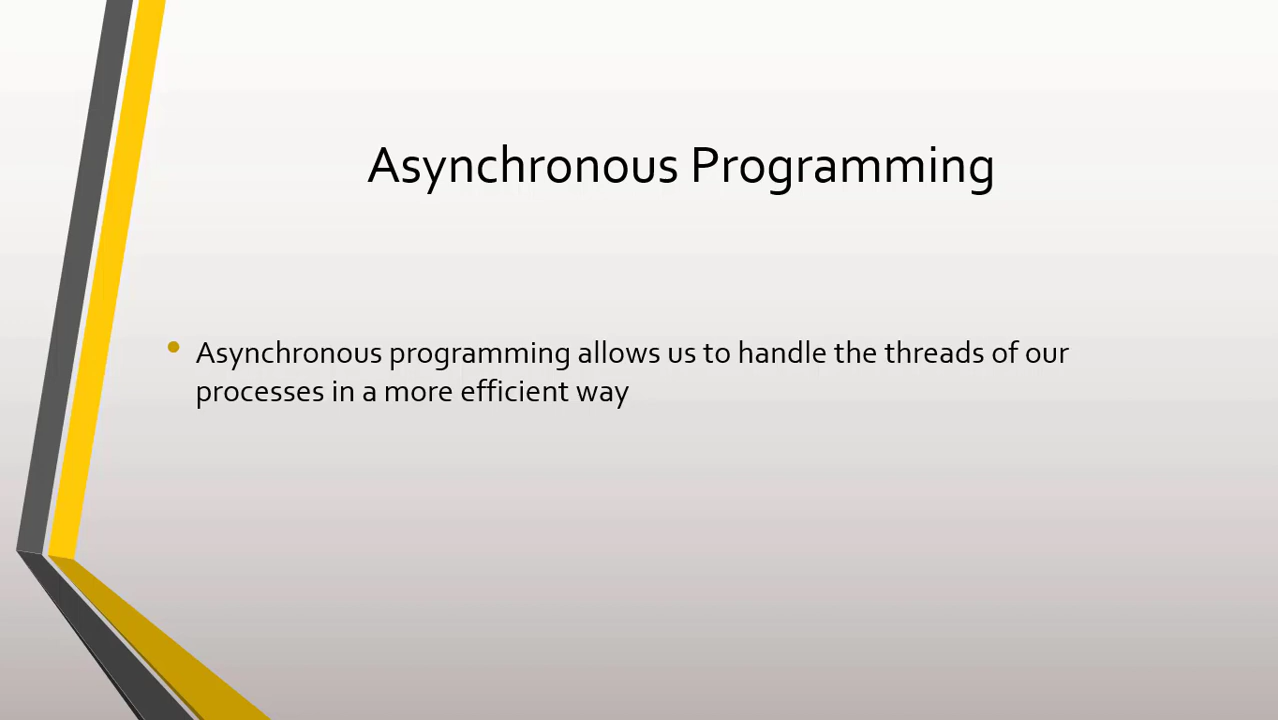 Asynchronous Programming
• Asynchronous programming allows us to handle the threads of our
processes in a more efficient way